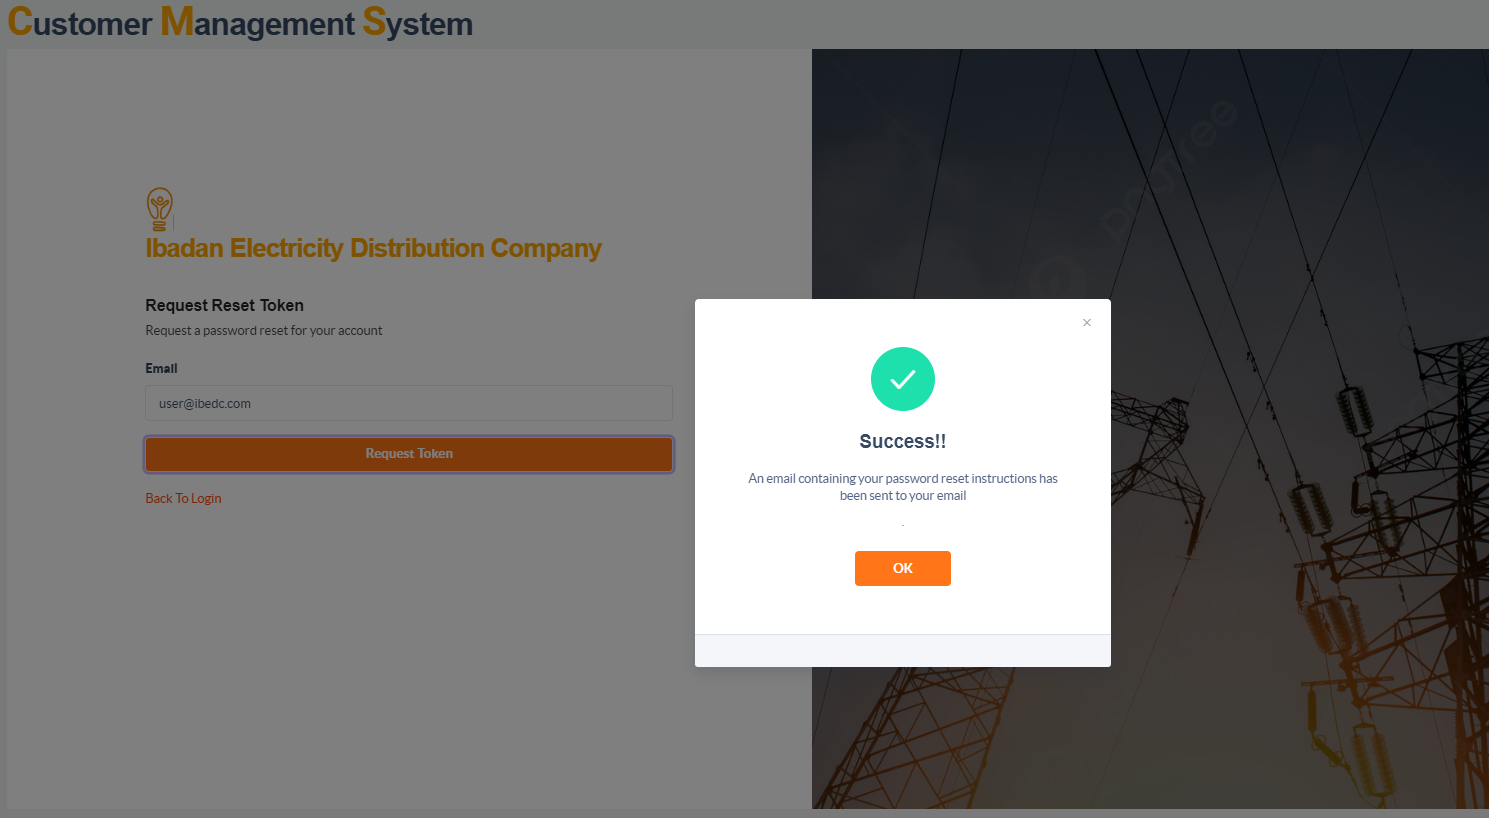 Customer Management System
Ibadan Electricity Distribution Company
Request Reset Token
Request a password reset for your account
Email
user@ibedc.com
Request Token
Back To Login
pngtree
×
Success!!
An email containing your password reset instructions has
been sent to your email
.
OK